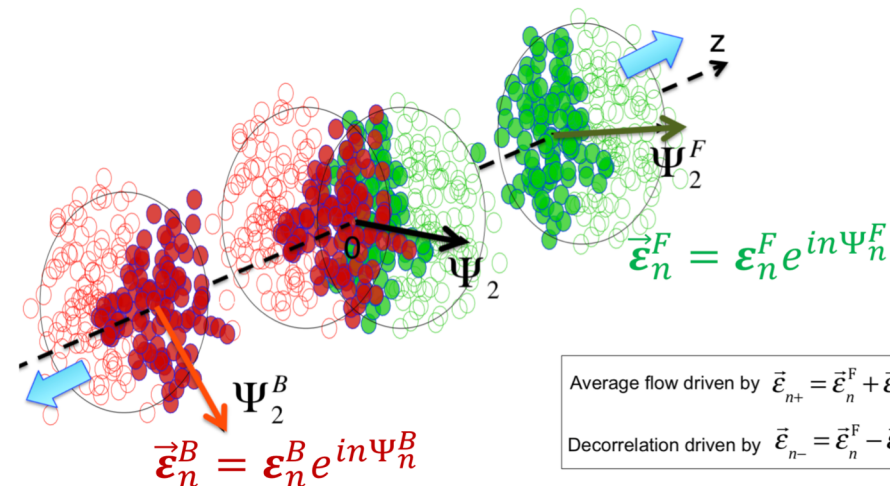 z
Ψ₂^F
0
Ψ₂
ε⃗ₙ^F = εₙ^F e^{inΨₙ^F}
Ψ₂^B
ε⃗ₙ^B = εₙ^B e^{inΨₙ^B}
Average flow driven by ε⃗ₙ₊ = ε⃗ₙ^F + ε⃗
Decorrelation driven by ε⃗ₙ₋ = ε⃗ₙ^F − ε⃗